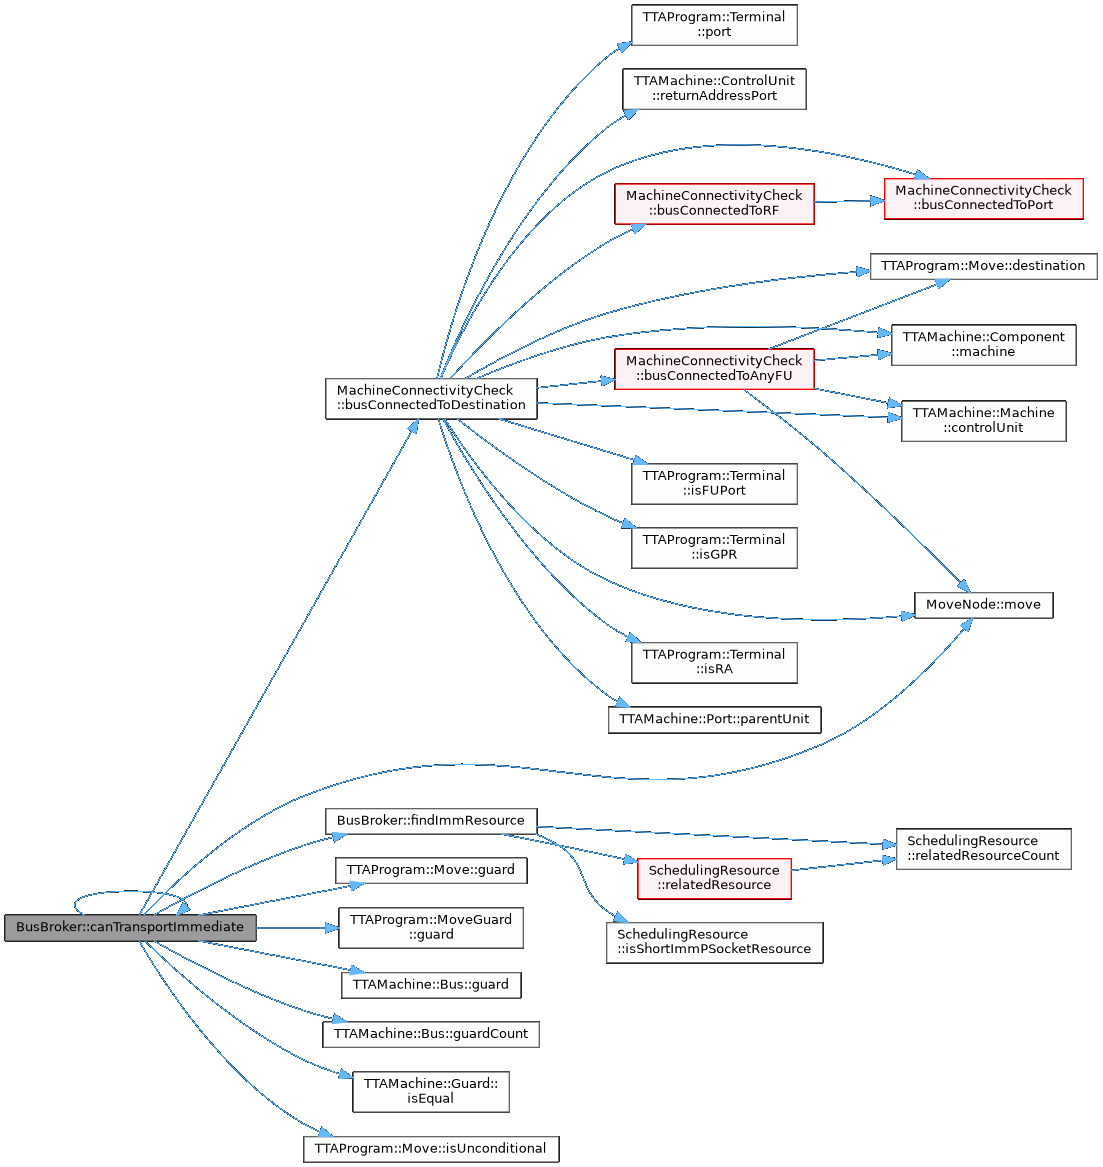 TTAProgram::Terminal
::port
TTAMachine::ControlUnit
::returnAddressPort
MachineConnectivityCheck
::busConnectedToRF
MachineConnectivityCheck
::busConnectedToPort
TTAProgram::Move::destination
TTAMachine::Component
::machine
MachineConnectivityCheck
::busConnectedToAnyFU
MachineConnectivityCheck
::busConnectedToDestination
TTAMachine::Machine
::controlUnit
TTAProgram::Terminal
::isFUPort
TTAProgram::Terminal
::isGPR
MoveNode::move
TTAProgram::Terminal
::isRA
TTAMachine::Port::parentUnit
BusBroker::findImmResource
SchedulingResource
::relatedResourceCount
TTAProgram::Move::guard
SchedulingResource
::relatedResource
BusBroker::canTransportImmediate
TTAProgram::MoveGuard
::guard
SchedulingResource
::isShortImmPSocketResource
TTAMachine::Bus::guard
TTAMachine::Bus::guardCount
TTAMachine::Guard::
isEqual
TTAProgram::Move::isUnconditional